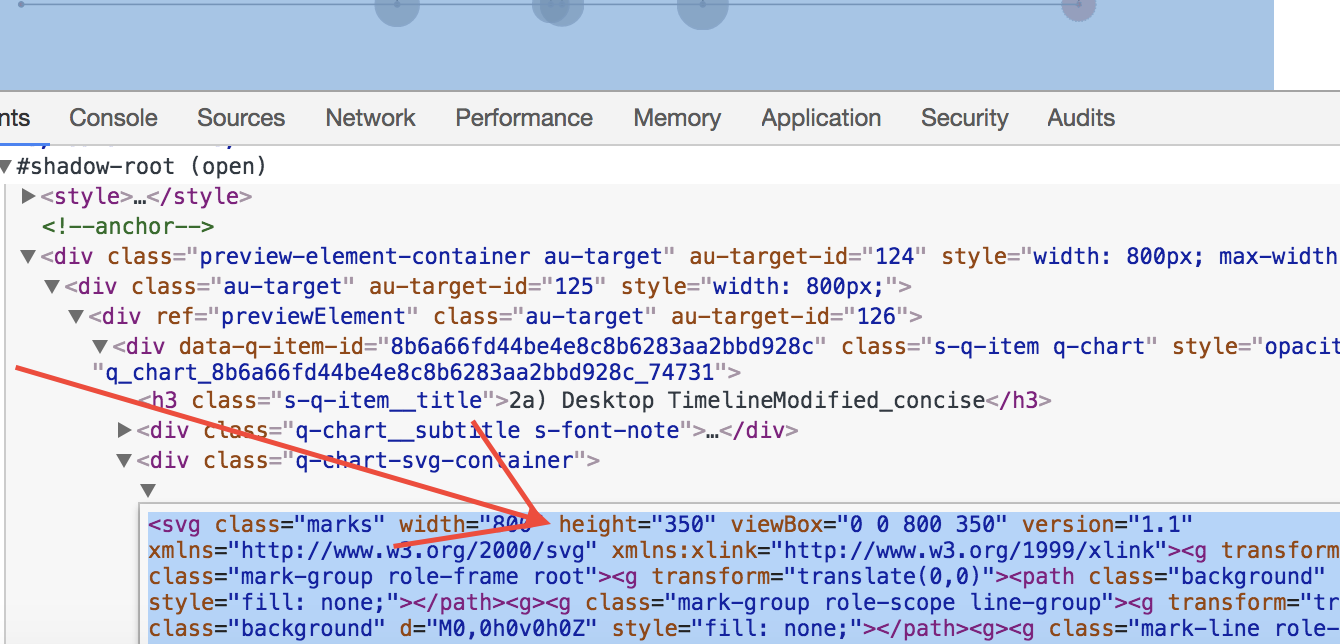 nts Console Sources Network Performance Memory Application Security Audits
▼#shadow-root (open)
▶<style>…</style>
<!--anchor-->
▼<div class="preview-element-container au-target" au-target-id="124" style="width: 800px; max-width
▼<div class="au-target" au-target-id="125" style="width: 800px;">
▼<div ref="previewElement" class="au-target" au-target-id="126">
▼<div data-q-item-id="8b6a66fd44be4e8c8b6283aa2bbd928c" class="s-q-item q-chart" style="opacit
"q_chart_8b6a66fd44be4e8c8b6283aa2bbd928c_74731">
<h3 class="s-q-item__title">2a) Desktop TimelineModified_concise</h3>
▶<div class="q-chart__subtitle s-font-note">…</div>
▼<div class="q-chart-svg-container">
▼
<svg class="marks" width="800" height="350" viewBox="0 0 800 350" version="1.1"
xmlns="http://www.w3.org/2000/svg" xmlns:xlink="http://www.w3.org/1999/xlink"><g transform
class="mark-group role-frame root"><g transform="translate(0,0)"><path class="background"
style="fill: none;"></path><g><g class="mark-group role-scope line-group"><g transform="tr
class="background" d="M0,0h0v0h0Z" style="fill: none;"></path><g><g class="mark-line role-